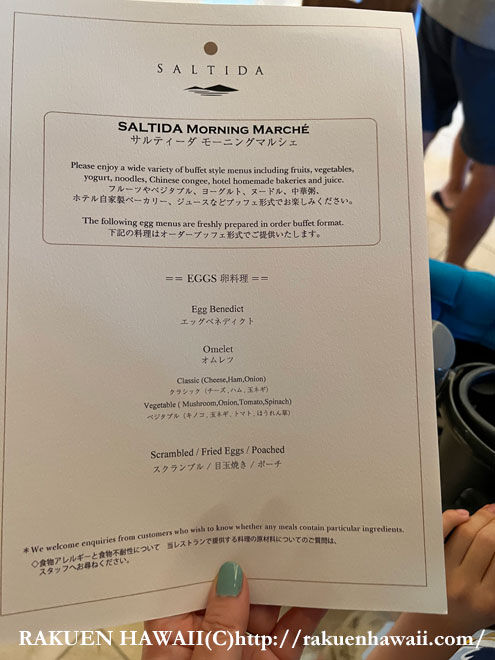 SALTIDA
SALTIDA MORNING MARCHÉ
サルティーダ モーニングマルシェ
Please enjoy a wide variety of buffet style menus including fruits, vegetables,
yogurt, noodles, Chinese congee, hotel homemade bakeries and juice.
フルーツやベジタブル、ヨーグルト、ヌードル、中華粥、
ホテル自家製ベーカリー、ジュースなどブッフェ形式でお楽しみください。
The following egg menus are freshly prepared in order buffet format.
下記の料理はオーダーブッフェ形式でご提供いたします。
== EGGS 卵料理 ==
Egg Benedict
エッグベネディクト
Omelet
オムレツ
Classic (Cheese,Ham,Onion)
クラシック (チーズ、ハム、玉ネギ)
Vegetable ( Mushroom,Onion,Tomato,Spinach)
ベジタブル (キノコ、玉ネギ、トマト、ほうれん草)
Scrambled / Fried Eggs / Poached
スクランブル / 目玉焼き / ポーチ
*We welcome enquiries from customers who wish to know whether any meals contain particular ingredients.
◇食物アレルギーと食物不耐性について 当レストランで提供する料理の原材料についてのご質問は、
スタッフへお尋ねください。
RAKUEN HAWAII(C)http://rakuenhawaii.com/